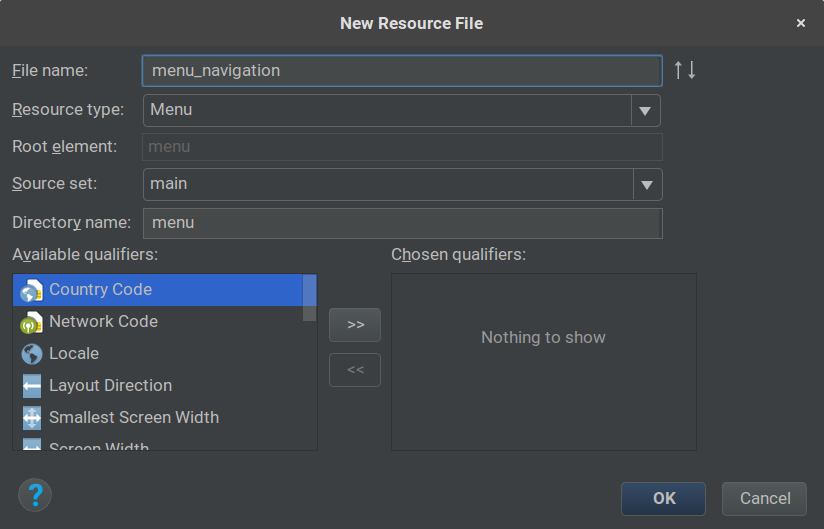 New Resource File
File name: menu_navigation
Resource type: Menu
Root element: menu
Source set: main
Directory name: menu
Available qualifiers: Chosen qualifiers:
Country Code
Network Code
>>
Nothing to show
Locale
<<
Layout Direction
Smallest Screen Width
Screen Width
? OK Cancel